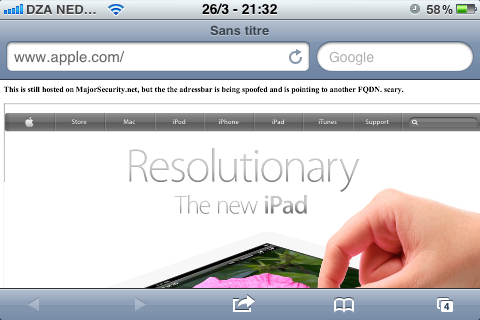 DZA NED... 26/3 - 21:32 58%
Sans titre
www.apple.com/ Google
This is still hosted on MajorSecurity.net, but the the adressbar is being spoofed and is pointing to another FQDN. scary.
Store Mac iPod iPhone iPad iTunes Support
Resolutionary
The new iPad
4